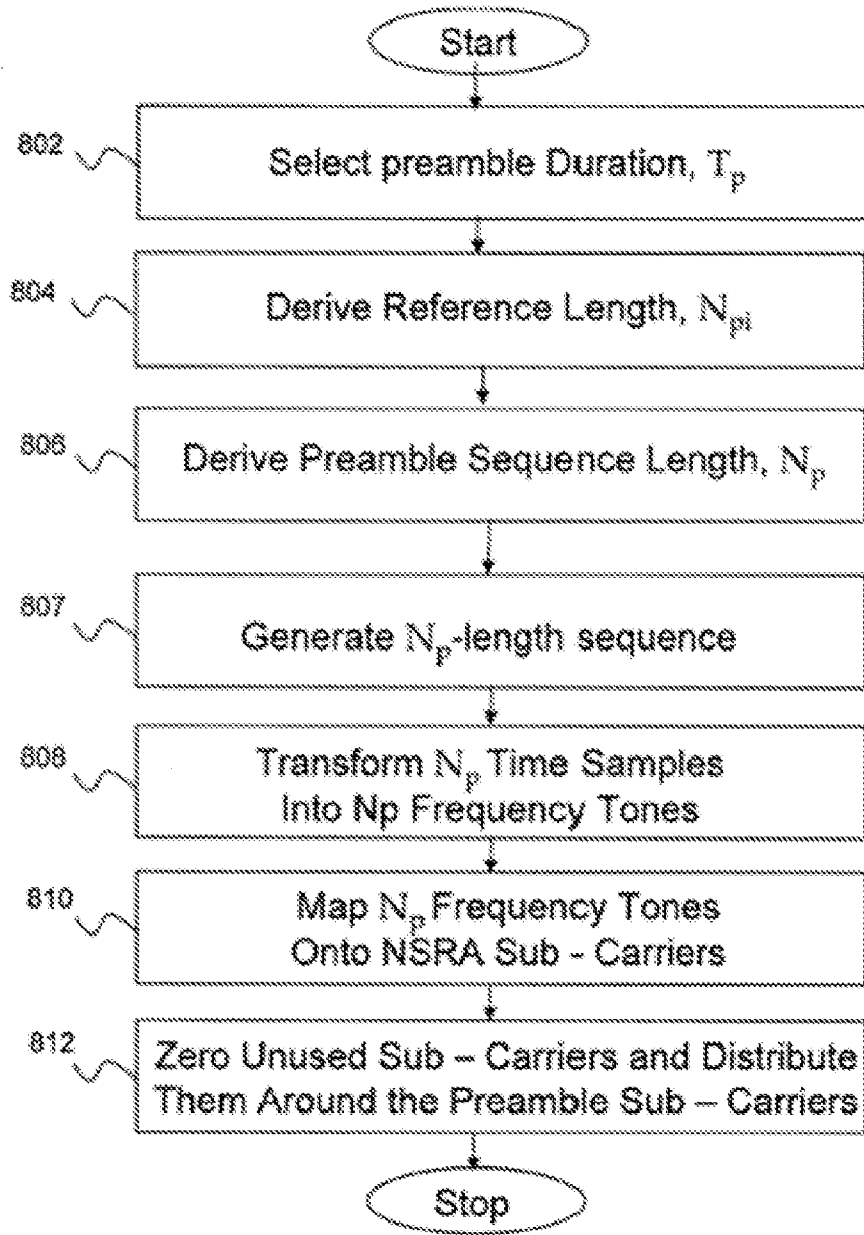 Start
802
Select preamble Duration, Tp
804
Derive Reference Length, Npi
806
Derive Preamble Sequence Length, Np
807
Generate Np-length sequence
808
Transform Np Time Samples
Into Np Frequency Tones
810
Map Np Frequency Tones
Onto NSRA Sub - Carriers
812
Zero Unused Sub – Carriers and Distribute
Them Around the Preamble Sub – Carriers
Stop